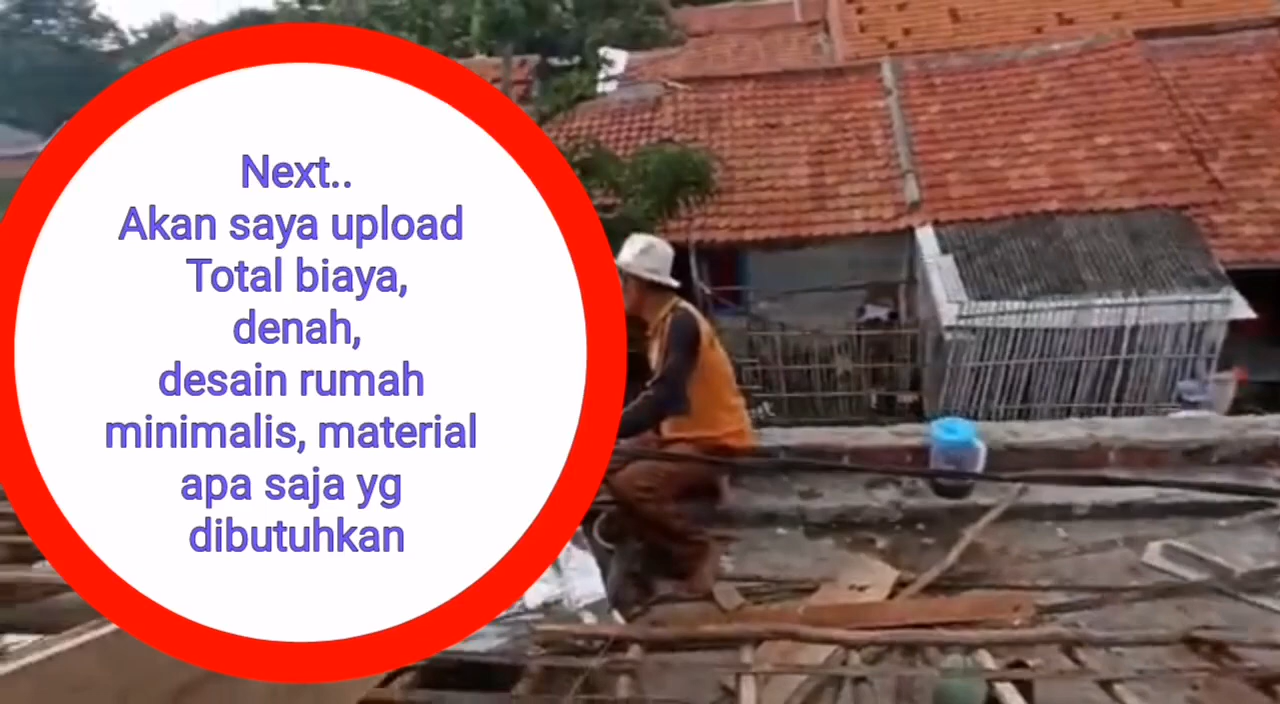 Next..
Akan saya upload
Total biaya,
denah,
desain rumah
minimalis, material
apa saja yg
dibutuhkan